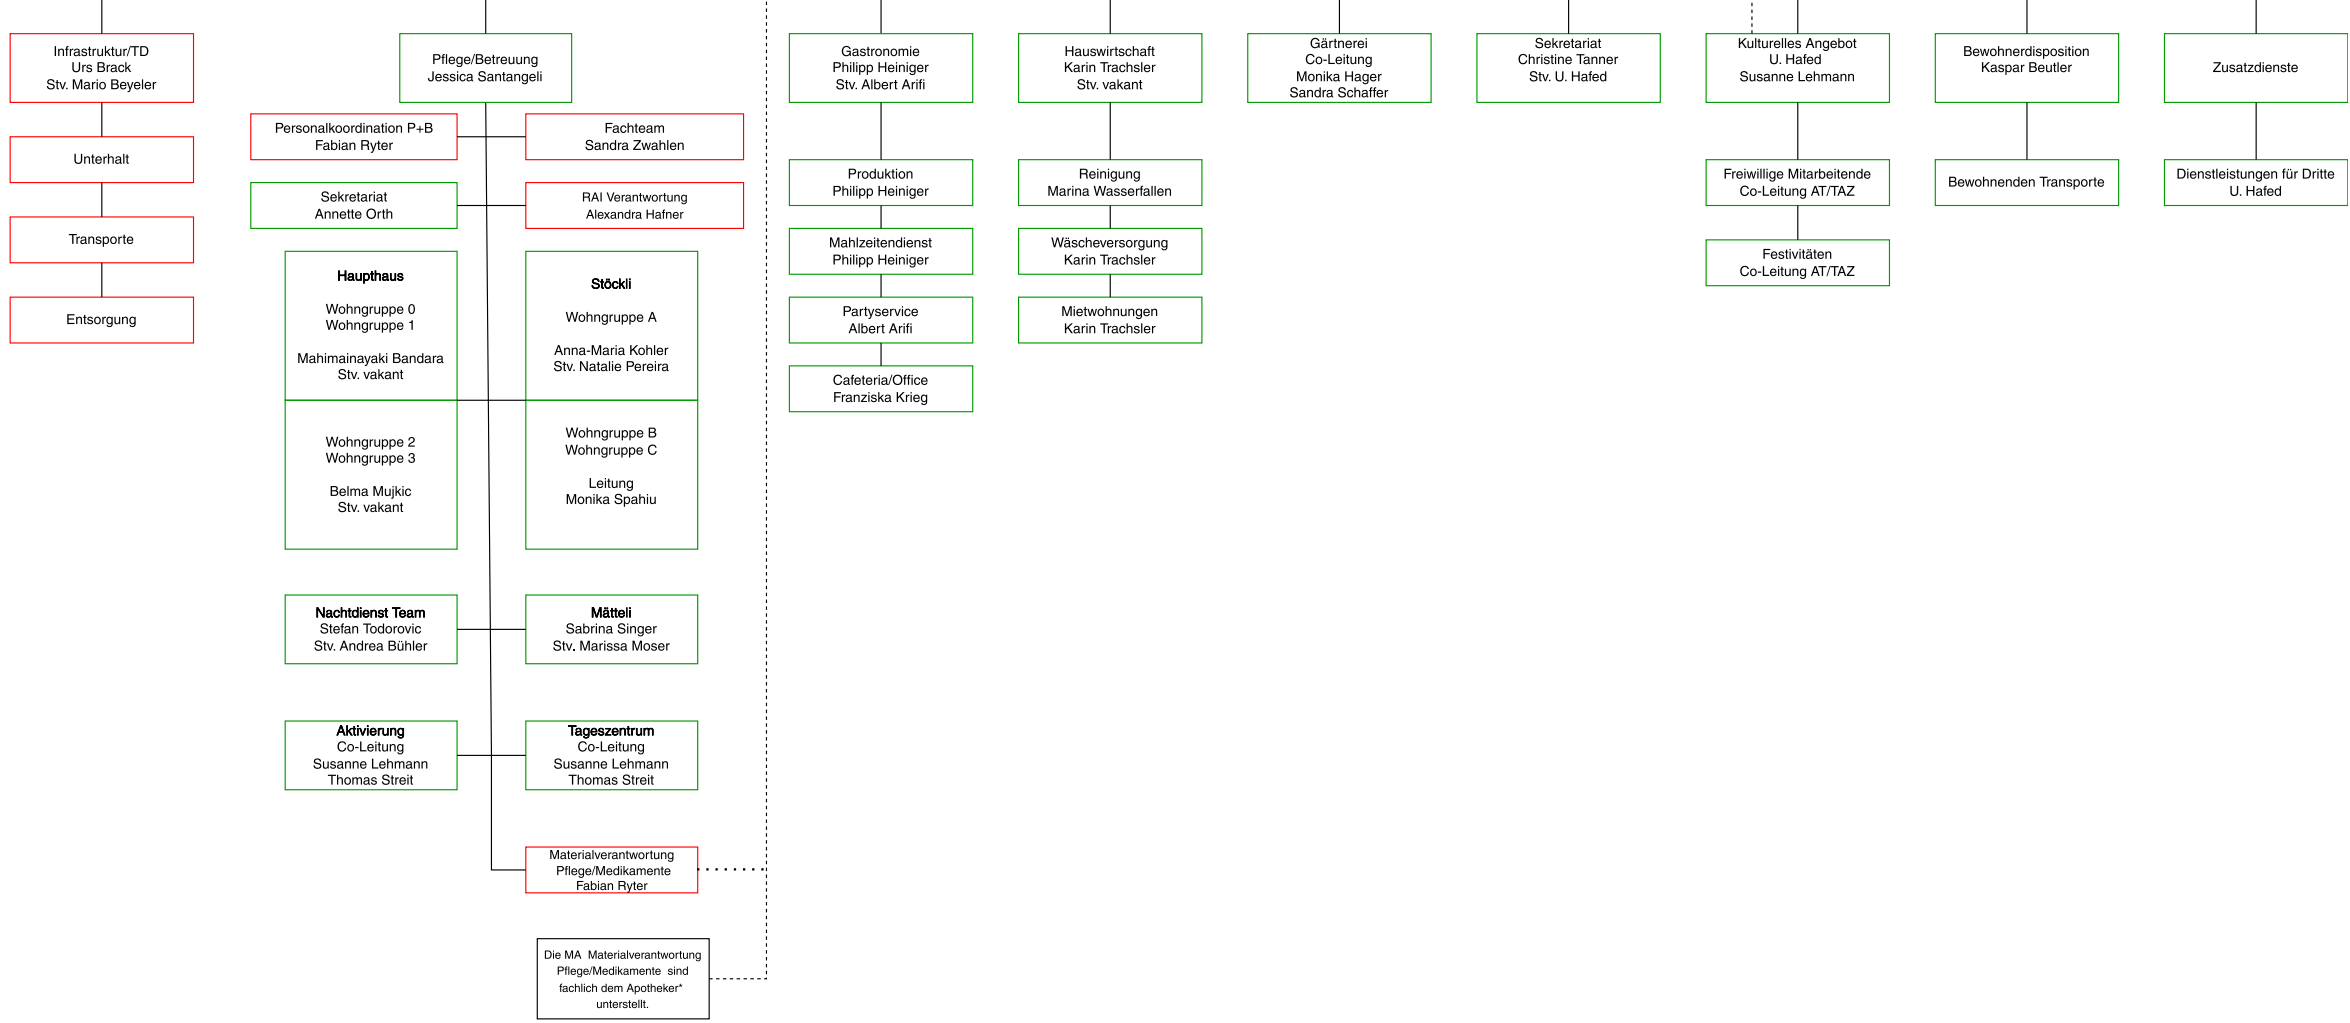 Infrastruktur/TD
Urs Brack
Stv. Mario Beyeler
Unterhalt
Transporte
Entsorgung
Pflege/Betreuung
Jessica Santangeli
Personalkoordination P+B
Fabian Ryter
Fachteam
Sandra Zwahlen
Sekretariat
Annette Orth
RAI Verantwortung
Alexandra Hafner
Haupthaus
Wohngruppe 0
Wohngruppe 1
Mahimainayaki Bandara
Stv. vakant
Stöckli
Wohngruppe A
Anna-Maria Kohler
Stv. Natalie Pereira
Wohngruppe 2
Wohngruppe 3
Belma Mujkic
Stv. vakant
Wohngruppe B
Wohngruppe C
Leitung
Monika Spahiu
Nachtdienst Team
Stefan Todorovic
Stv. Andrea Bühler
Mätteli
Sabrina Singer
Stv. Marissa Moser
Aktivierung
Co-Leitung
Susanne Lehmann
Thomas Streit
Tageszentrum
Co-Leitung
Susanne Lehmann
Thomas Streit
Materialverantwortung
Pflege/Medikamente
Fabian Ryter
Die MA Materialverantwortung
Pflege/Medikamente sind
fachlich dem Apotheker*
unterstellt.
Gastronomie
Philipp Heiniger
Stv. Albert Arifi
Produktion
Philipp Heiniger
Mahlzeitendienst
Philipp Heiniger
Partyservice
Albert Arifi
Cafeteria/Office
Franziska Krieg
Hauswirtschaft
Karin Trachsler
Stv. vakant
Reinigung
Marina Wasserfallen
Wäscheversorgung
Karin Trachsler
Mietwohnungen
Karin Trachsler
Gärtnerei
Co-Leitung
Monika Hager
Sandra Schaffer
Sekretariat
Christine Tanner
Stv. U. Hafed
Kulturelles Angebot
U. Hafed
Susanne Lehmann
Freiwillige Mitarbeitende
Co-Leitung AT/TAZ
Festivitäten
Co-Leitung AT/TAZ
Bewohnerdisposition
Kaspar Beutler
Bewohnenden Transporte
Zusatzdienste
Dienstleistungen für Dritte
U. Hafed